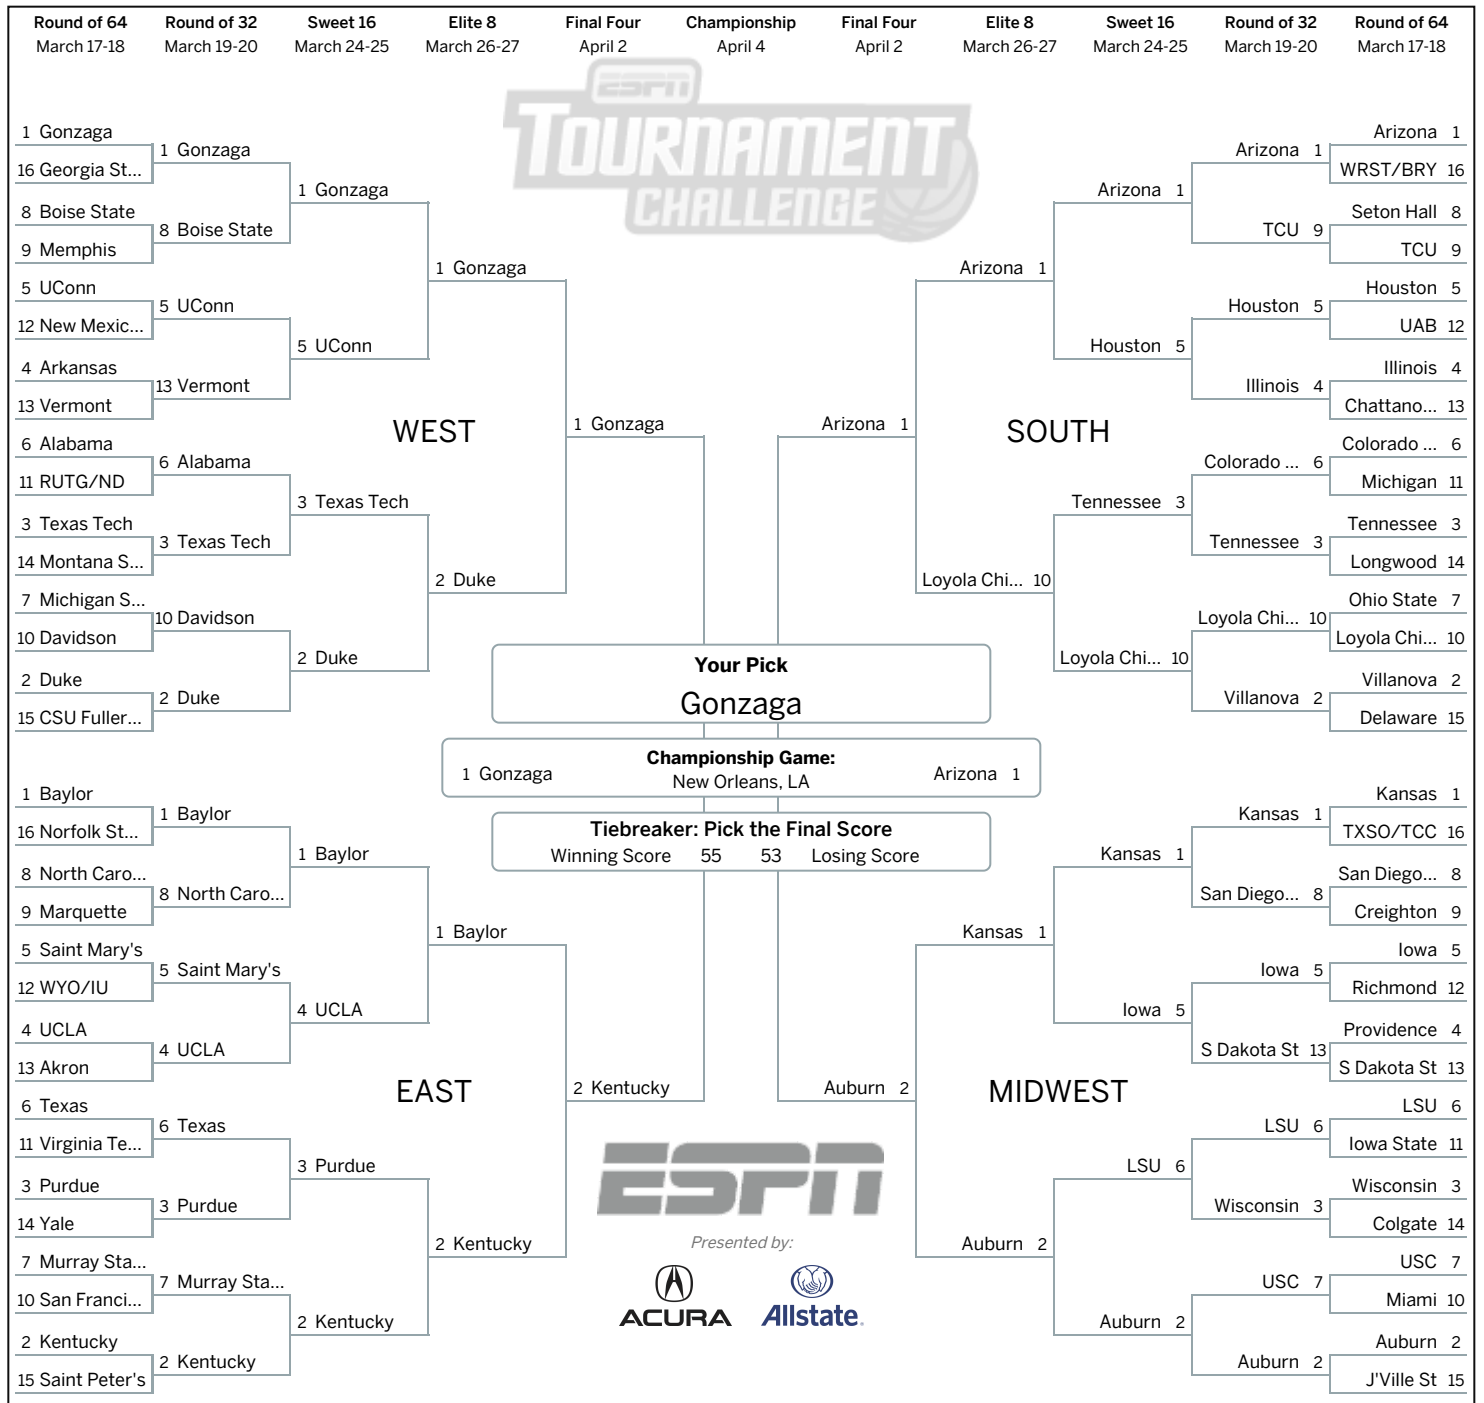 Round of 64 Round of 32 Sweet 16 Elite 8 Final Four Championship Final Four Elite 8 Sweet 16 Round of 32 Round of 64
March 17-18 March 19-20 March 24-25 March 26-27 April 2 April 4 April 2 March 26-27 March 24-25 March 19-20 March 17-18
ESPN
TOURNAMENT
CHALLENGE
1 Gonzaga
16 Georgia St...
8 Boise State
9 Memphis
5 UConn
12 New Mexic...
4 Arkansas
13 Vermont
6 Alabama
11 RUTG/ND
3 Texas Tech
14 Montana S...
7 Michigan S...
10 Davidson
2 Duke
15 CSU Fuller...
1 Gonzaga
8 Boise State
5 UConn
13 Vermont
6 Alabama
3 Texas Tech
10 Davidson
2 Duke
1 Gonzaga
5 UConn
3 Texas Tech
2 Duke
1 Gonzaga
2 Duke
1 Gonzaga
WEST
Arizona 1
WRST/BRY 16
Seton Hall 8
TCU 9
Houston 5
UAB 12
Illinois 4
Chattano... 13
Colorado ... 6
Michigan 11
Tennessee 3
Longwood 14
Ohio State 7
Loyola Chi... 10
Villanova 2
Delaware 15
Arizona 1
TCU 9
Houston 5
Illinois 4
Colorado ... 6
Tennessee 3
Loyola Chi... 10
Villanova 2
Arizona 1
Houston 5
Tennessee 3
Loyola Chi... 10
Arizona 1
Loyola Chi... 10
Arizona 1
SOUTH
Your Pick
Gonzaga
Championship Game:
1 Gonzaga New Orleans, LA Arizona 1
Tiebreaker: Pick the Final Score
Winning Score 55 53 Losing Score
1 Baylor
16 Norfolk St...
8 North Caro...
9 Marquette
5 Saint Mary's
12 WYO/IU
4 UCLA
13 Akron
6 Texas
11 Virginia Te...
3 Purdue
14 Yale
7 Murray Sta...
10 San Franci...
2 Kentucky
15 Saint Peter's
1 Baylor
8 North Caro...
5 Saint Mary's
4 UCLA
6 Texas
3 Purdue
7 Murray Sta...
2 Kentucky
1 Baylor
4 UCLA
3 Purdue
2 Kentucky
1 Baylor
2 Kentucky
2 Kentucky
EAST
Kansas 1
TXSO/TCC 16
San Diego... 8
Creighton 9
Iowa 5
Richmond 12
Providence 4
S Dakota St 13
LSU 6
Iowa State 11
Wisconsin 3
Colgate 14
USC 7
Miami 10
Auburn 2
J'Ville St 15
Kansas 1
San Diego... 8
Iowa 5
S Dakota St 13
LSU 6
Wisconsin 3
USC 7
Auburn 2
Kansas 1
Iowa 5
LSU 6
Auburn 2
Kansas 1
Auburn 2
Auburn 2
MIDWEST
ESPN
Presented by:
ACURA Allstate.